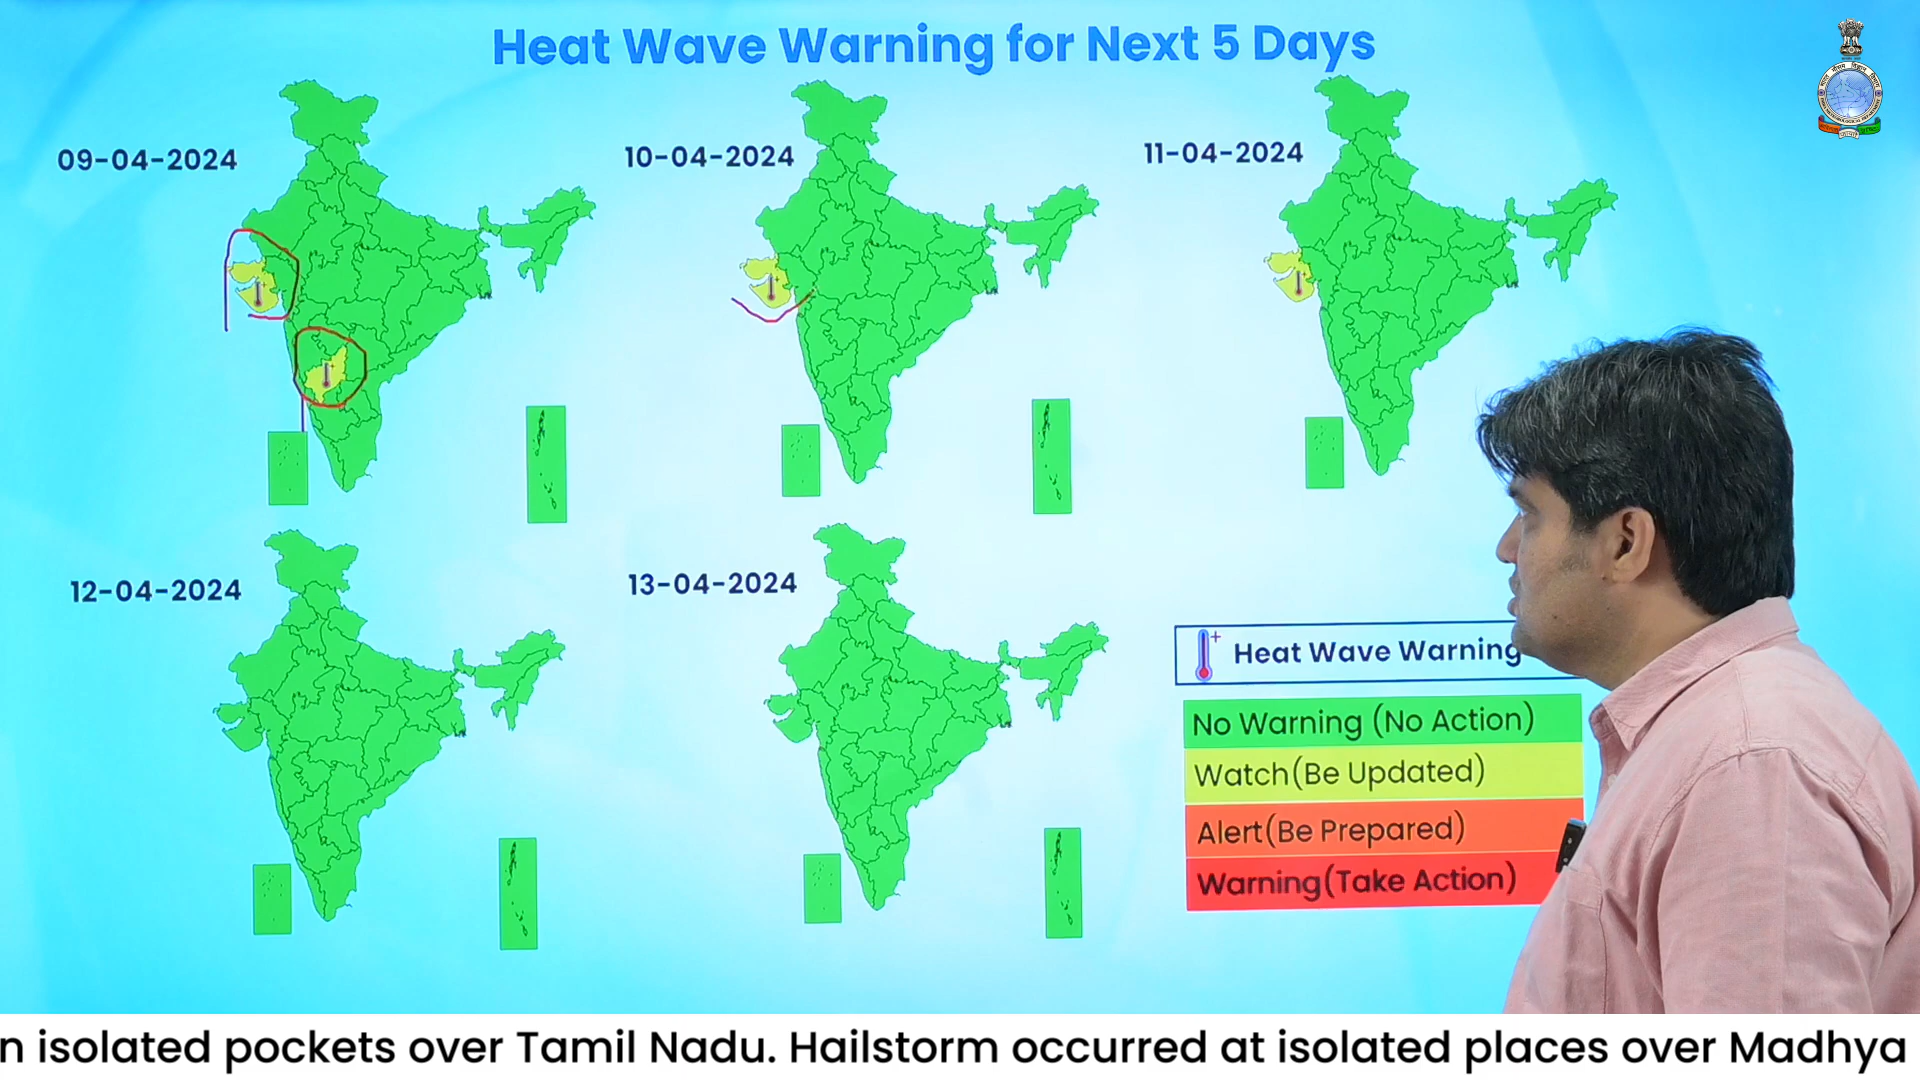 Heat Wave Warning for Next 5 Days
09-04-2024
10-04-2024
11-04-2024
12-04-2024
13-04-2024
Heat Wave Warning
No Warning (No Action)
Watch(Be Updated)
Alert(Be Prepared)
Warning(Take Action)
n isolated pockets over Tamil Nadu. Hailstorm occurred at isolated places over Madhya